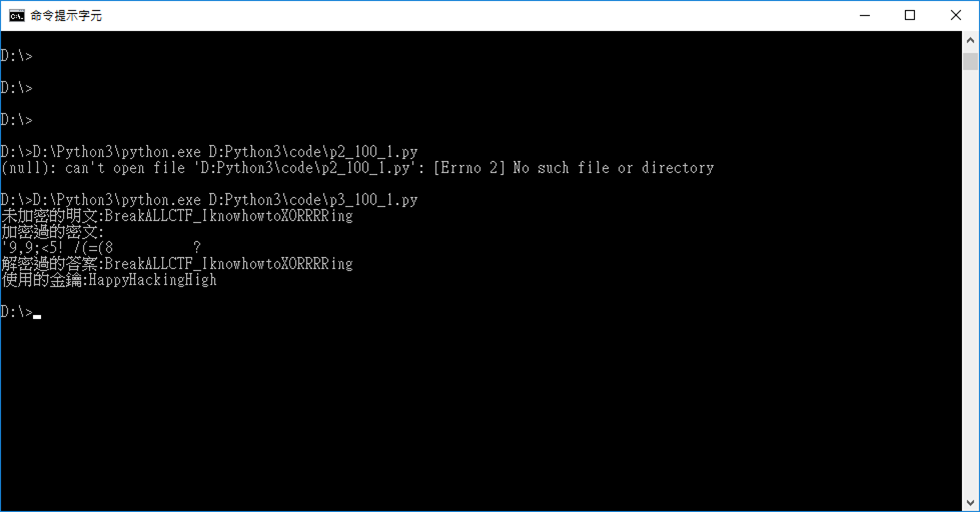 命令提示字元
D:\>
D:\>
D:\>
D:\>D:\Python3\python.exe D:Python3\code\p2_100_1.py
(null): can't open file 'D:Python3\code\p2_100_1.py': [Errno 2] No such file or directory
D:\>D:\Python3\python.exe D:Python3\code\p3_100_1.py
未加密的明文:BreakALLCTF_IknowhowtoXORRRRing
加密過的密文:
'9,9;<5! /(=(8          ?
解密過的答案:BreakALLCTF_IknowhowtoXORRRRing
使用的金鑰:HappyHackingHigh
D:\>